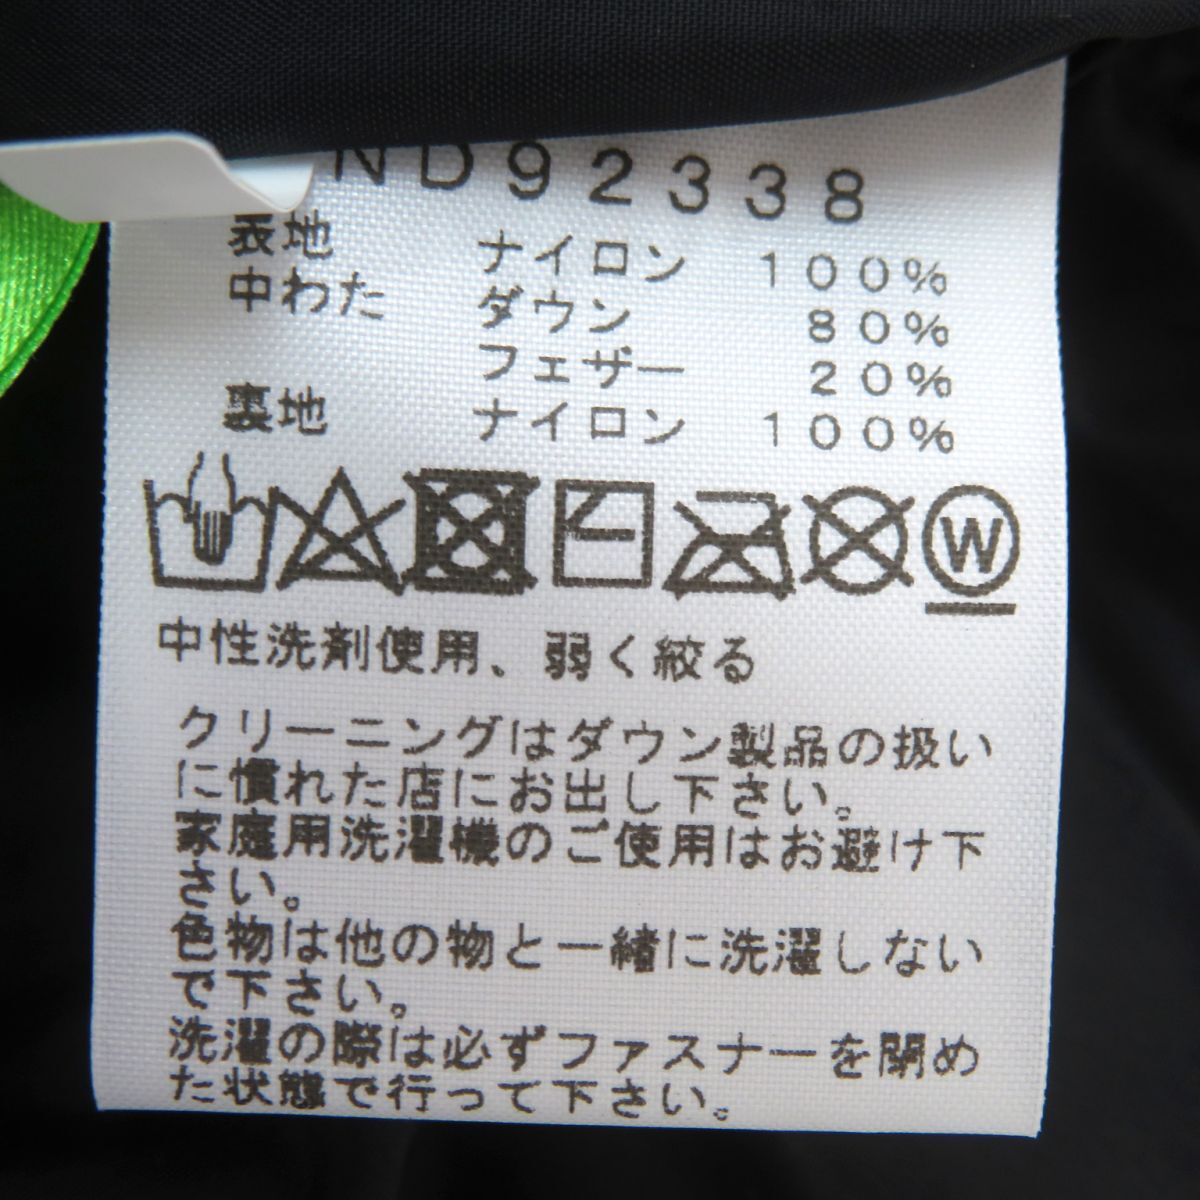 ND92338
表地 ナイロン 100%
中わた ダウン 80%
フェザー 20%
裏地 ナイロン 100%
W
中性洗剤使用、弱く絞る
クリーニングはダウン製品の扱い
に慣れた店にお出し下さい。
家庭用洗濯機のご使用はお避け下
さい。
色物は他の物と一緒に洗濯しない
で下さい。
洗濯の際は必ずファスナーを閉め
た状態で行って下さい。